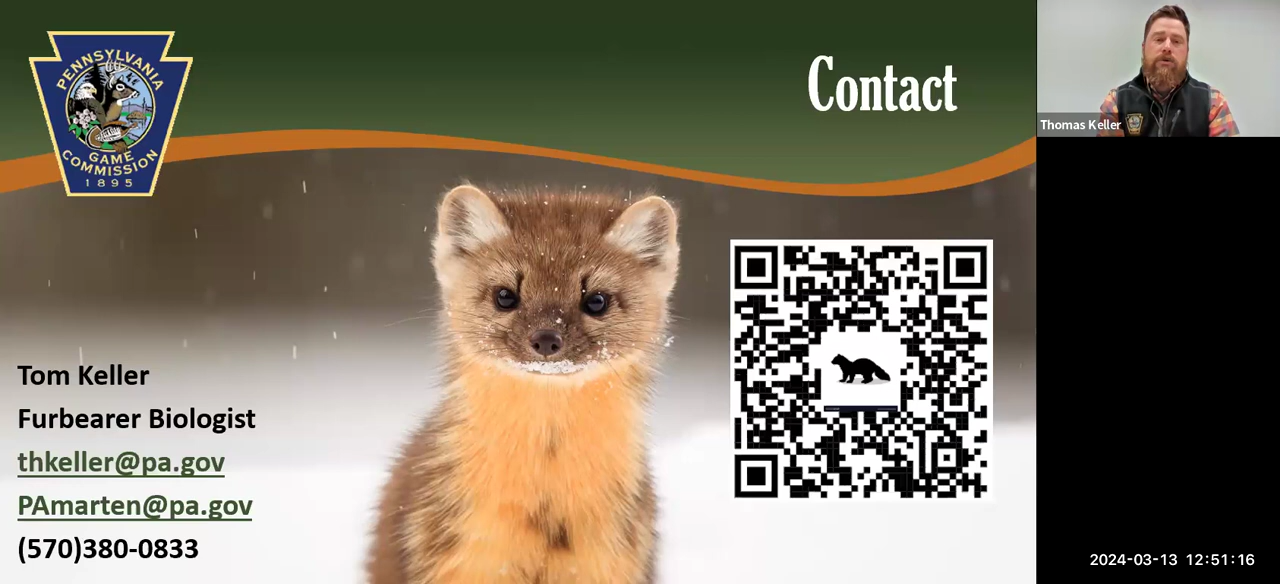 PENNSYLVANIA
GAME
COMMISSION
1895
Contact
Thomas Keller
Tom Keller
Furbearer Biologist
thkeller@pa.gov
PAmarten@pa.gov
(570)380-0833
2024-03-13 12:51:16